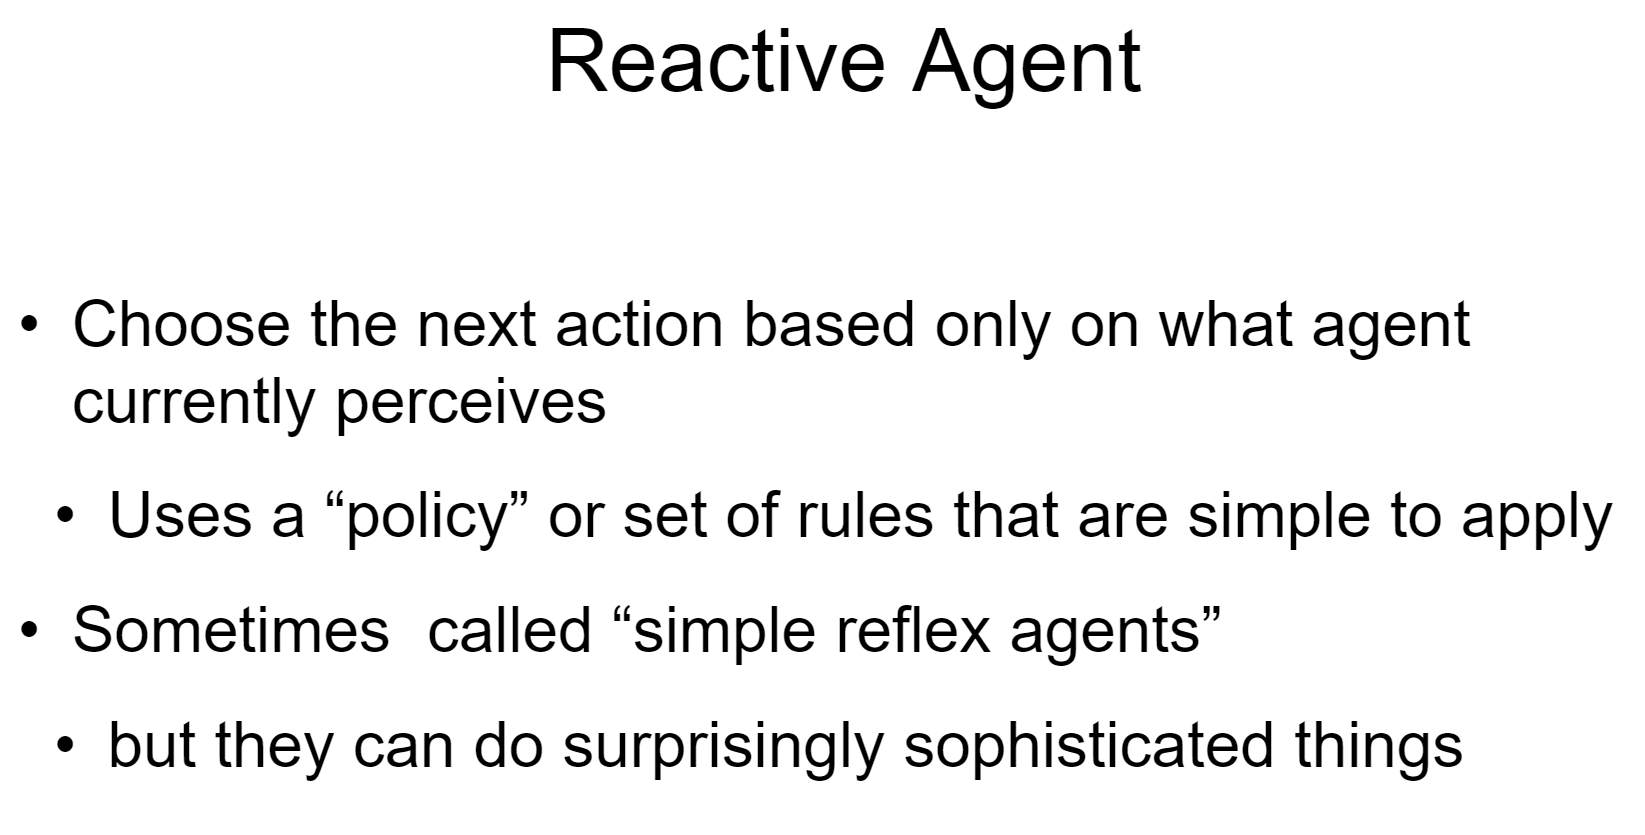 Reactive Agent
• Choose the next action based only on what agent
currently perceives
• Uses a “policy” or set of rules that are simple to apply
• Sometimes  called “simple reflex agents”
• but they can do surprisingly sophisticated things